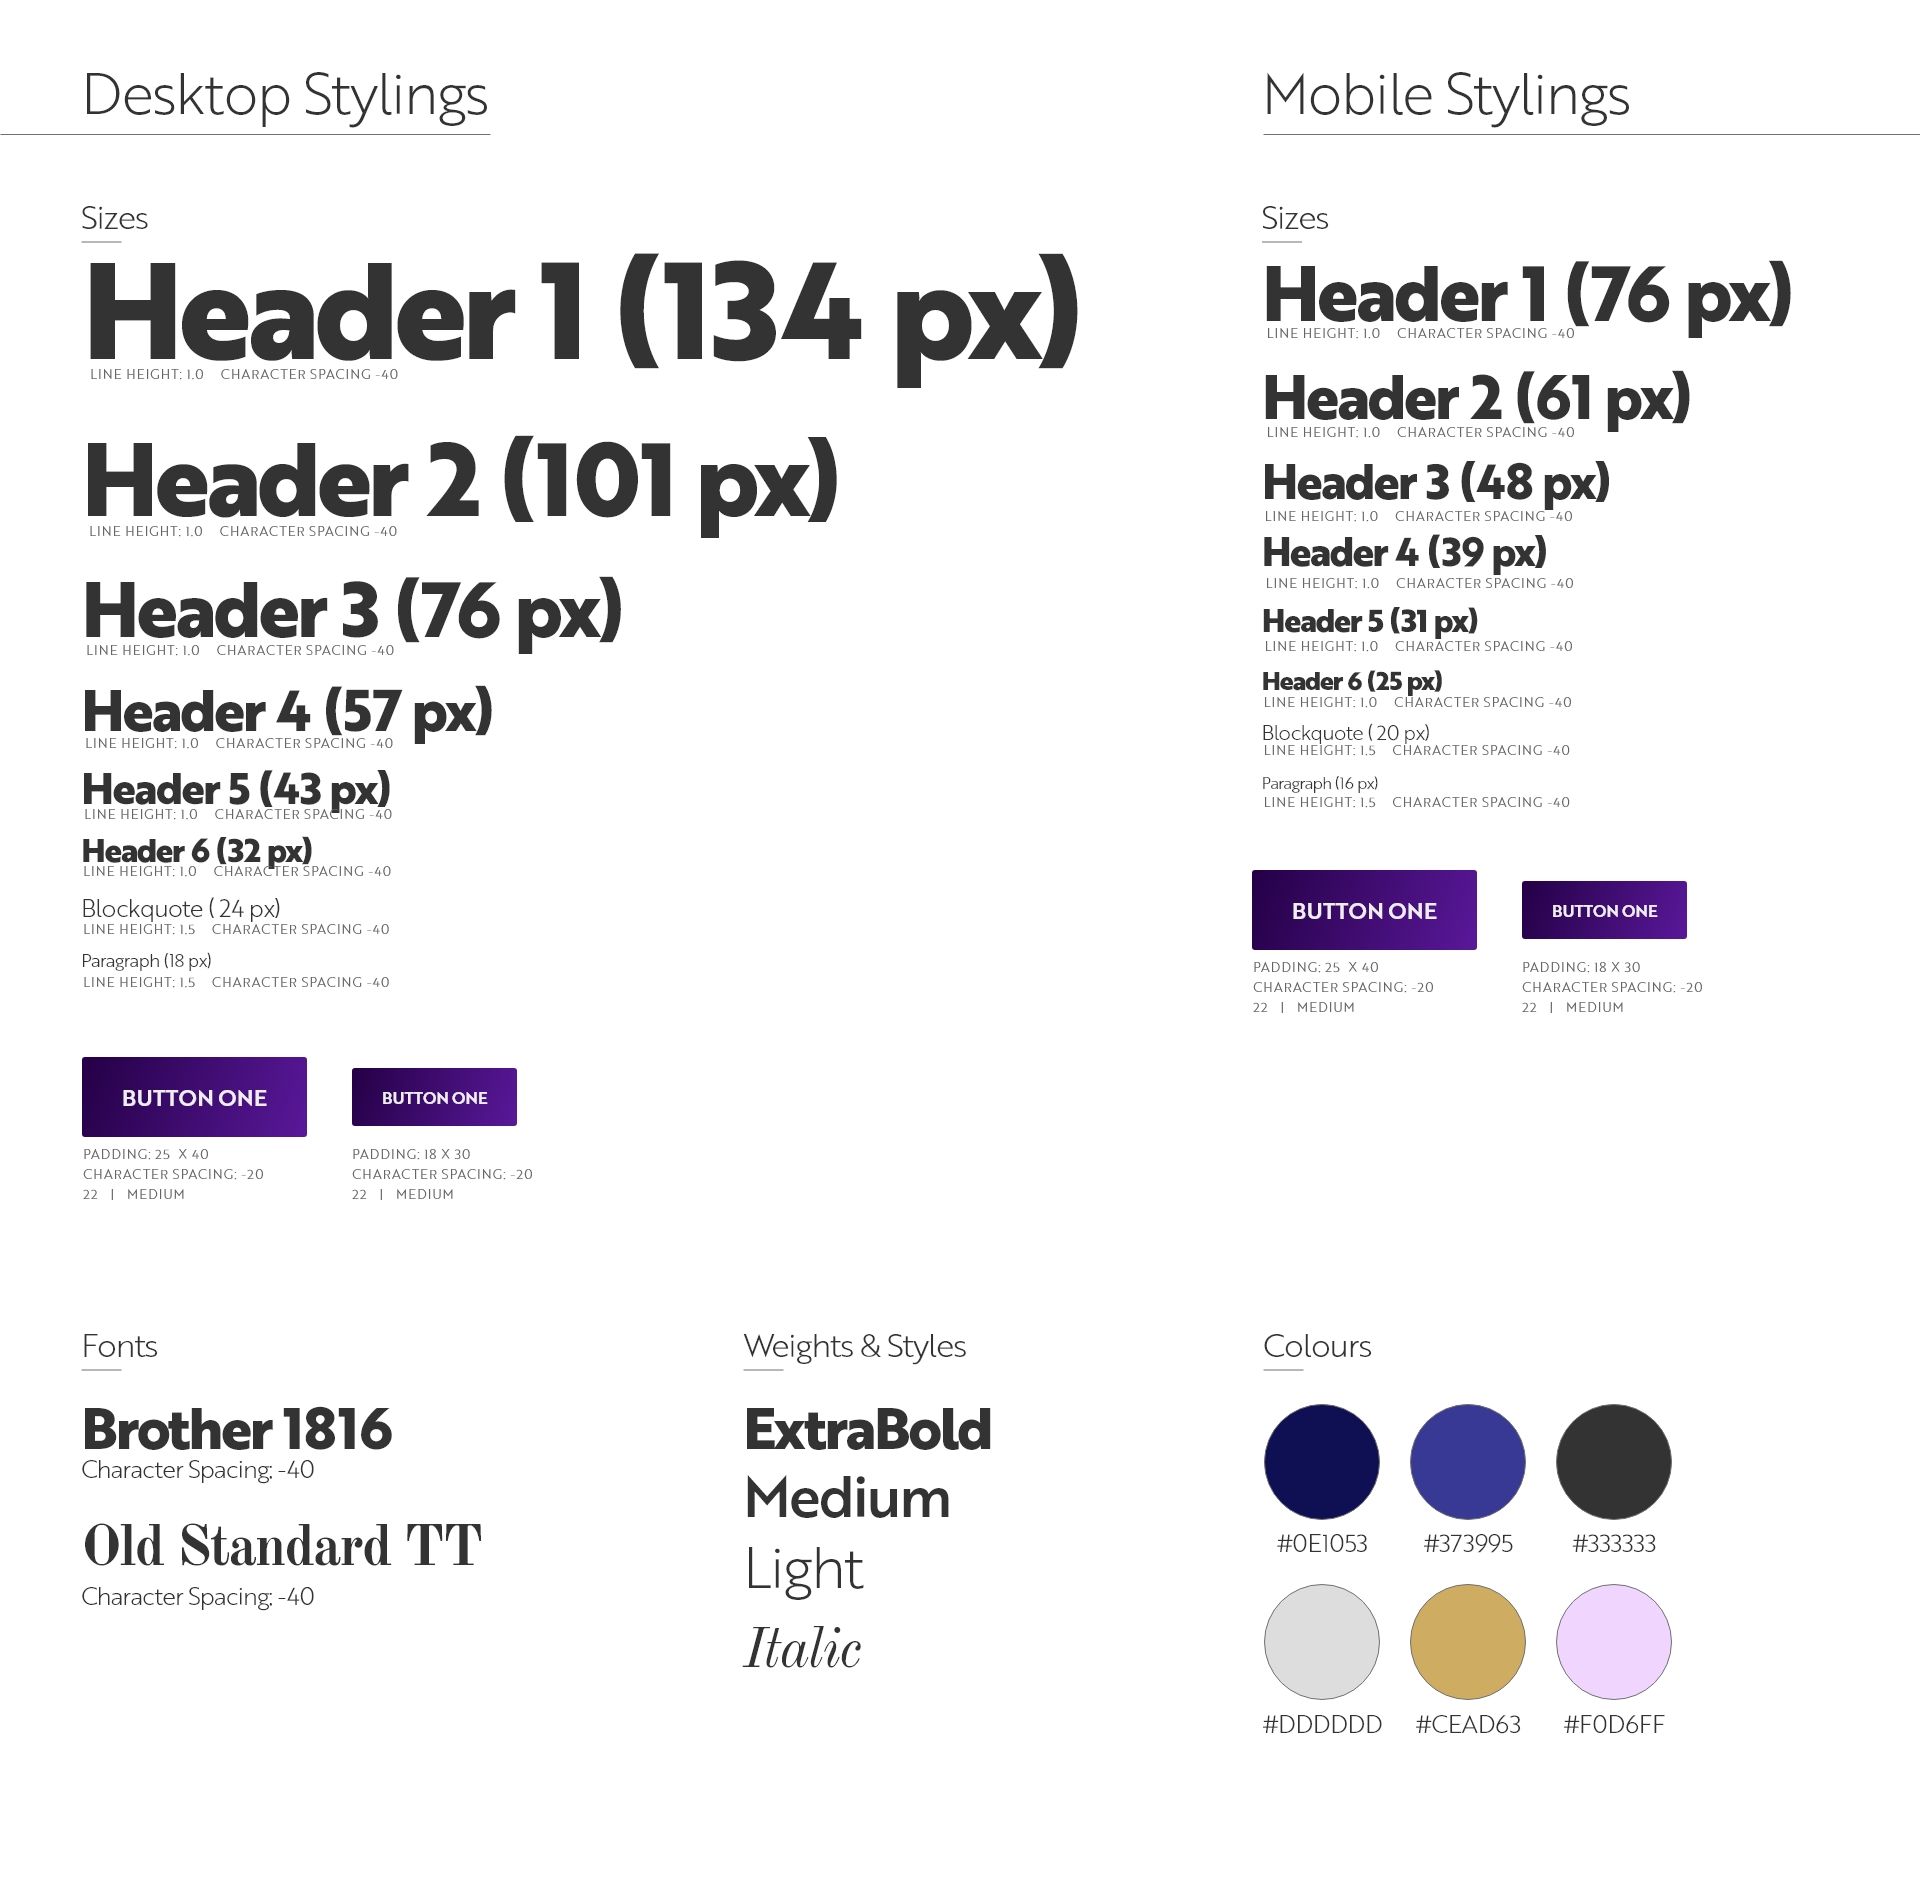 Desktop Stylings
Sizes
Header 1 (134 px)
LINE HEIGHT: 1.0 CHARACTER SPACING -40
Header 2 (101 px)
LINE HEIGHT: 1.0 CHARACTER SPACING -40
Header 3 (76 px)
LINE HEIGHT: 1.0 CHARACTER SPACING -40
Header 4 (57 px)
LINE HEIGHT: 1.0 CHARACTER SPACING -40
Header 5 (43 px)
LINE HEIGHT: 1.0 CHARACTER SPACING -40
Header 6 (32 px)
LINE HEIGHT: 1.0 CHARACTER SPACING -40
Blockquote ( 24 px)
LINE HEIGHT: 1.5 CHARACTER SPACING -40
Paragraph (18 px)
LINE HEIGHT: 1.5 CHARACTER SPACING -40
BUTTON ONE
PADDING: 25 X 40
CHARACTER SPACING: -20
22 | MEDIUM
BUTTON ONE
PADDING: 18 X 30
CHARACTER SPACING: -20
22 | MEDIUM
Mobile Stylings
Sizes
Header 1 (76 px)
LINE HEIGHT: 1.0 CHARACTER SPACING -40
Header 2 (61 px)
LINE HEIGHT: 1.0 CHARACTER SPACING -40
Header 3 (48 px)
LINE HEIGHT: 1.0 CHARACTER SPACING -40
Header 4 (39 px)
LINE HEIGHT: 1.0 CHARACTER SPACING -40
Header 5 (31 px)
LINE HEIGHT: 1.0 CHARACTER SPACING -40
Header 6 (25 px)
LINE HEIGHT: 1.0 CHARACTER SPACING -40
Blockquote ( 20 px)
LINE HEIGHT: 1.5 CHARACTER SPACING -40
Paragraph (16 px)
LINE HEIGHT: 1.5 CHARACTER SPACING -40
BUTTON ONE
PADDING: 25 X 40
CHARACTER SPACING: -20
22 | MEDIUM
BUTTON ONE
PADDING: 18 X 30
CHARACTER SPACING: -20
22 | MEDIUM
Fonts
Brother 1816
Character Spacing: -40
Old Standard TT
Character Spacing: -40
Weights & Styles
ExtraBold
Medium
Light
Italic
Colours
#0E1053 #373995 #333333
#DDDDDD #CEAD63 #F0D6FF